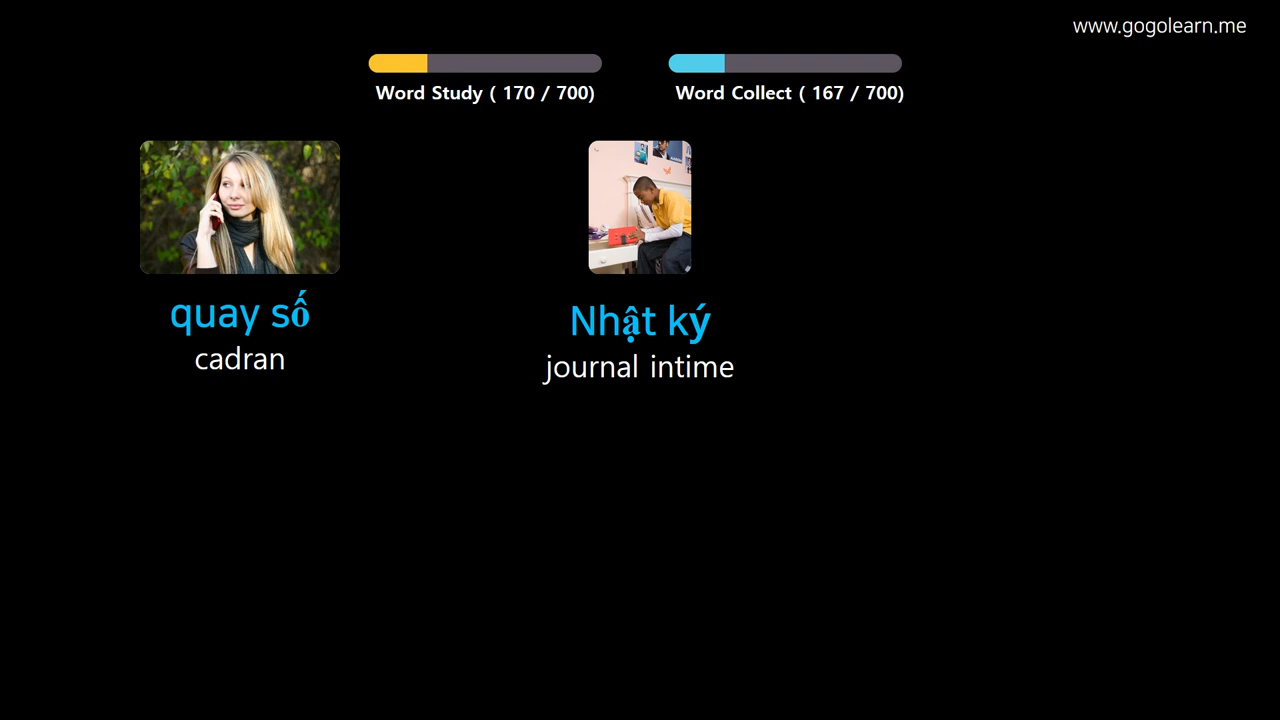 www.gogolearn.me
Word Study ( 170 / 700)
Word Collect ( 167 / 700)
quay số
cadran
Nhật ký
journal intime